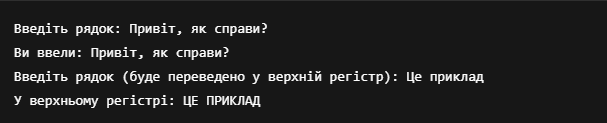 Введіть рядок: Привіт, як справи?
Ви ввели: Привіт, як справи?
Введіть рядок (буде переведено у верхній регістр): Це приклад
У верхньому регістрі: ЦЕ ПРИКЛАД